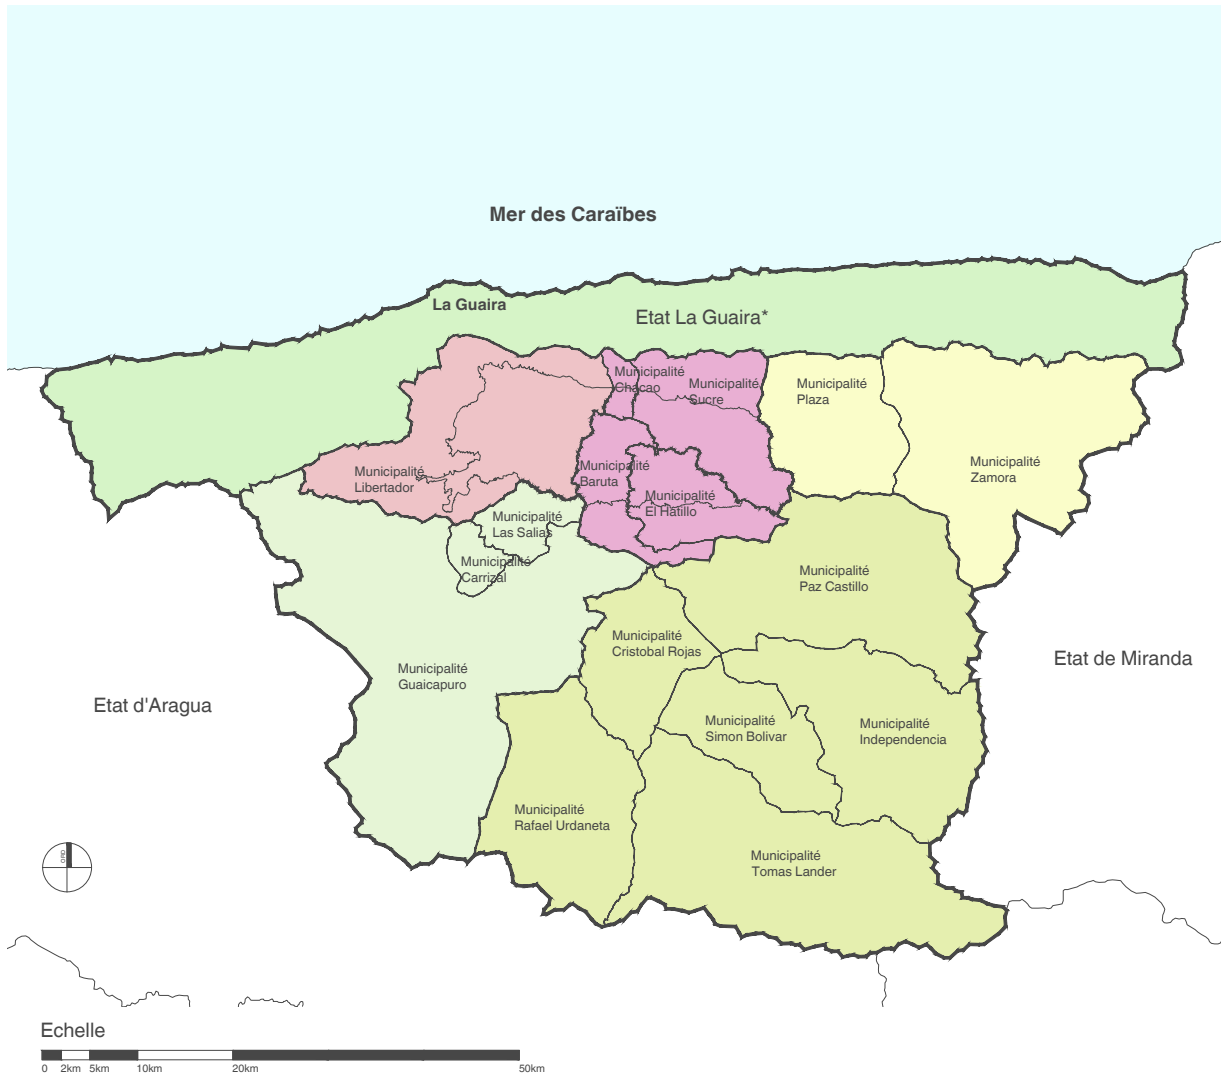 Mer des Caraïbes
La Guaira
Etat La Guaira*
Municipalité
Chacao
Municipalité
Sucre
Municipalité
Plaza
Municipalité
Zamora
Municipalité
Libertador
Municipalité
Baruta
Municipalité
El Hatillo
Municipalité
Las Salias
Municipalité
Carrizal
Municipalité
Paz Castillo
Municipalité
Cristobal Rojas
Etat de Miranda
Municipalité
Guaicapuro
Etat d'Aragua
Municipalité
Simon Bolivar
Municipalité
Independencia
Municipalité
Rafael Urdaneta
Municipalité
Tomas Lander
ORD
Echelle
0 2km 5km 10km 20km 50km